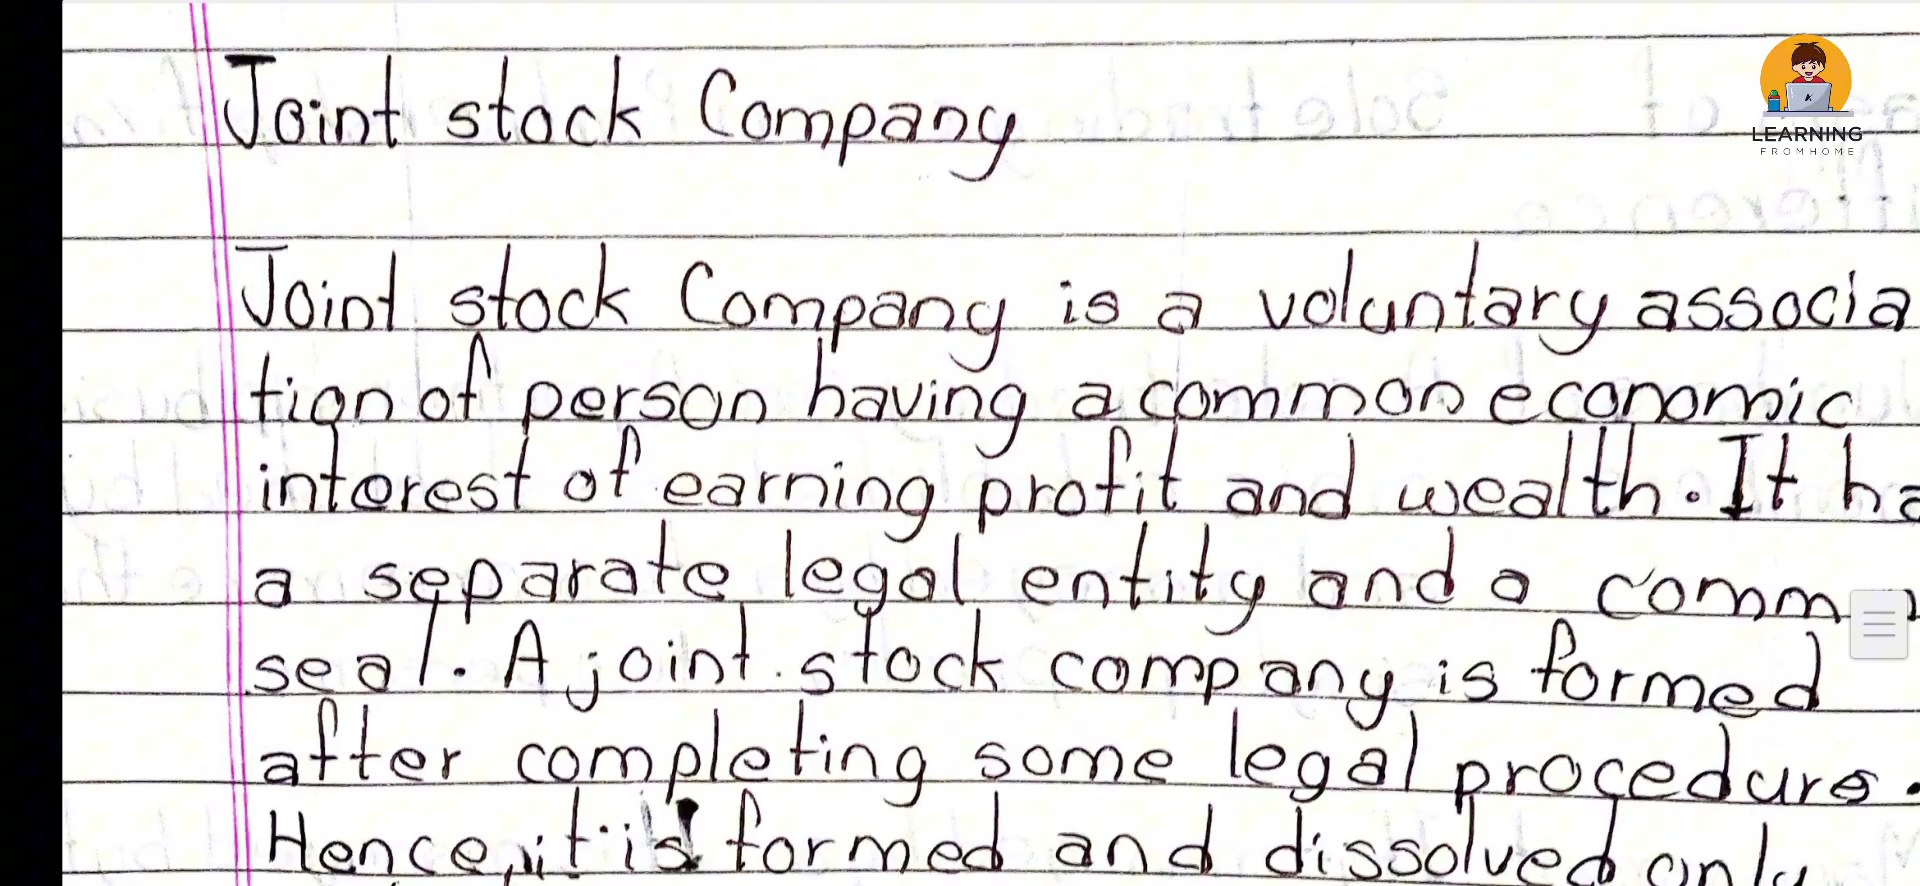 Joint stock Company
LEARNING
FROMHOME
Joint stock Company is a voluntary associa
tion of person having a common economic
interest of earning profit and wealth. It ha
a separate legal entity and a comm
seal. A joint stock company is formed
after completing some legal procedure.
Hence, it is formed and dissolved only